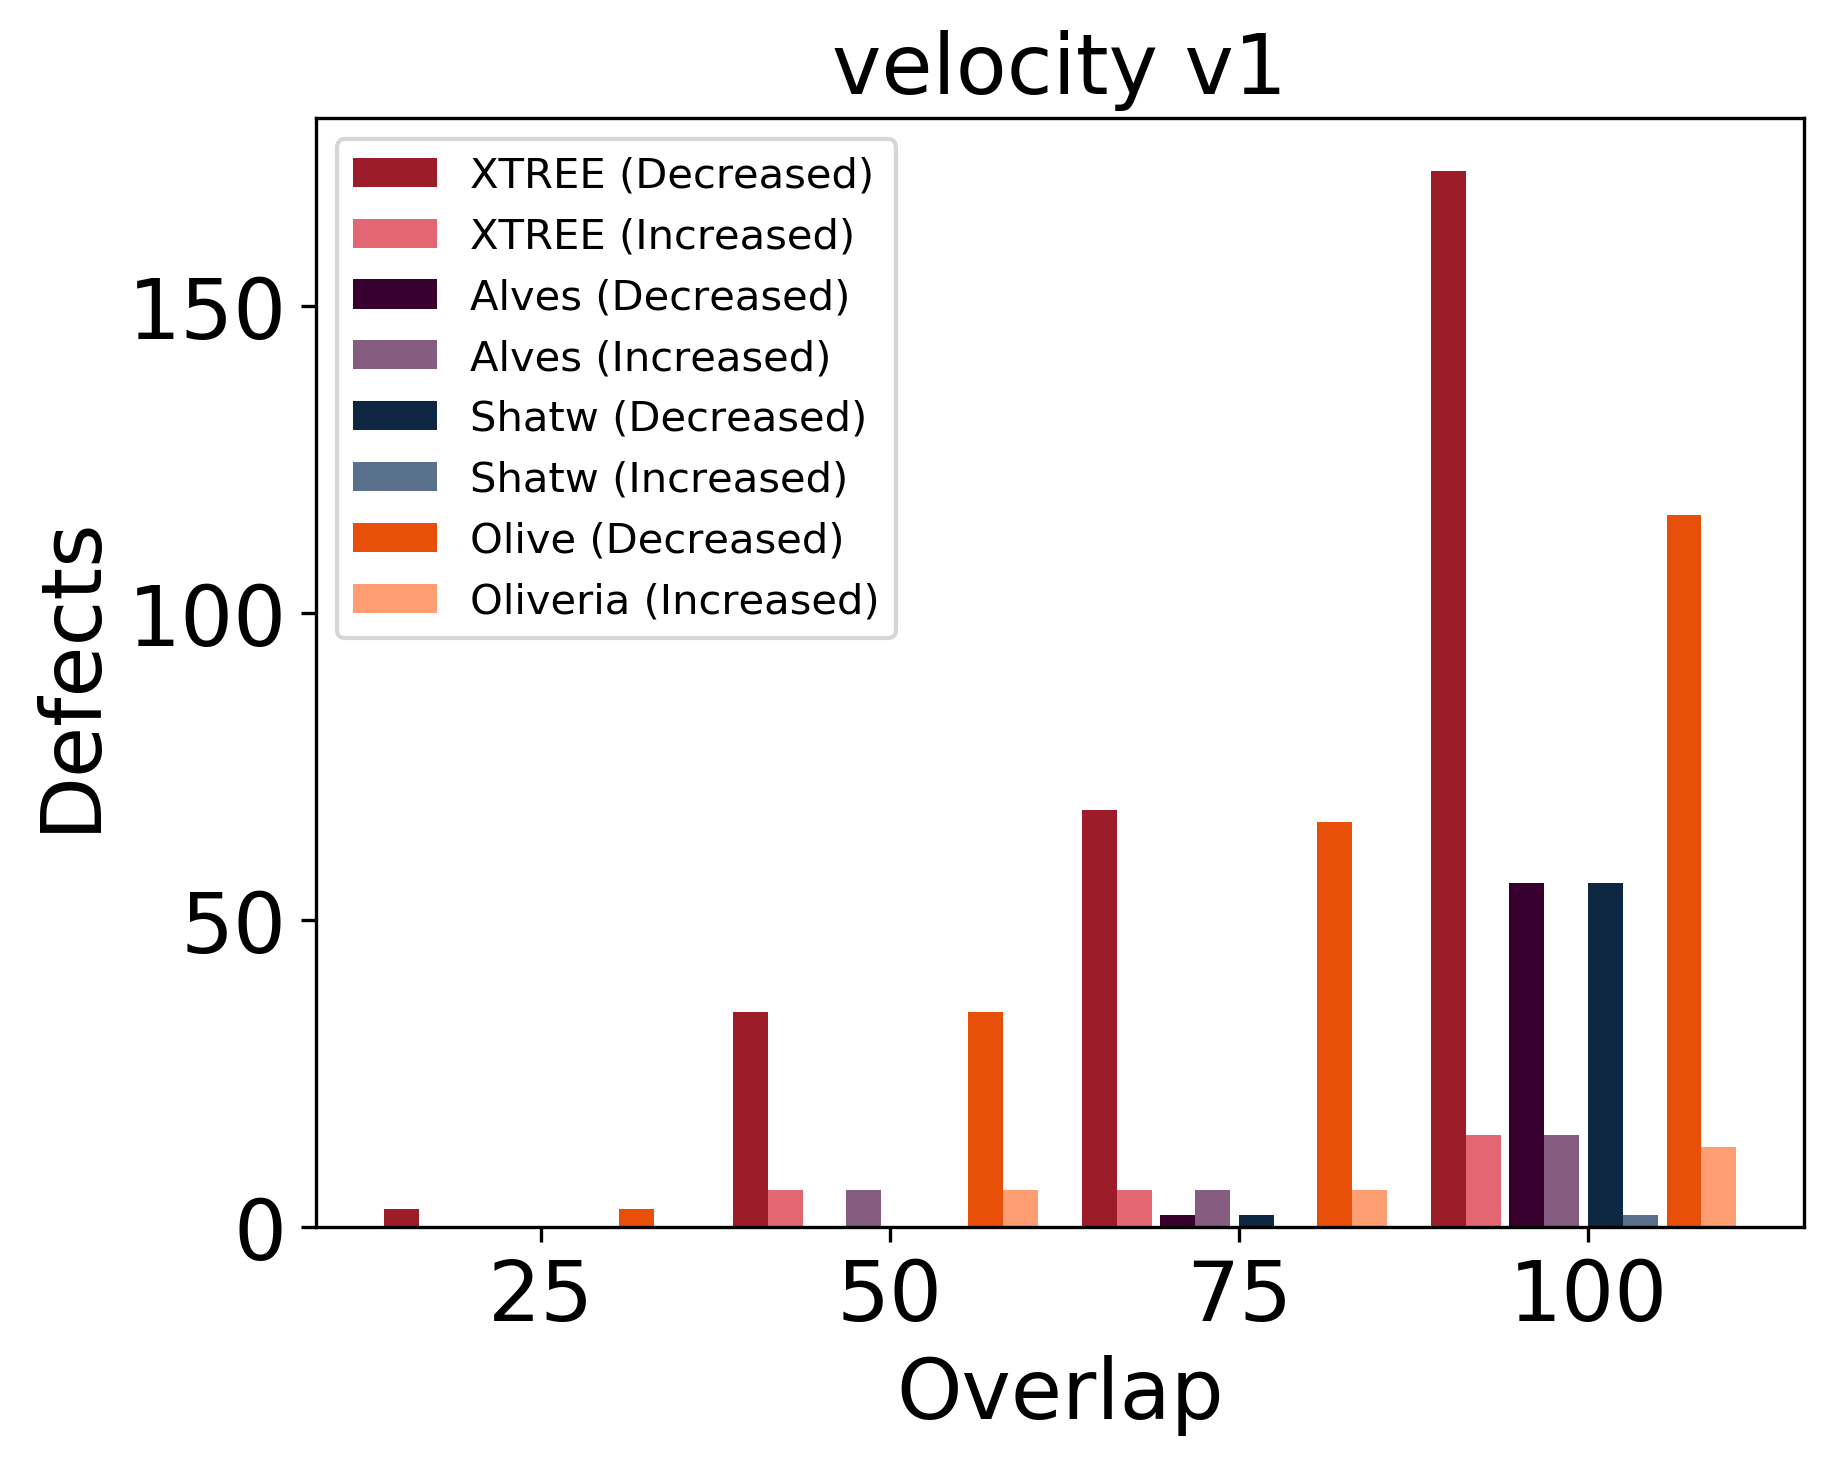 velocity v1
XTREE (Decreased)
XTREE (Increased)
Alves (Decreased)
Alves (Increased)
Shatw (Decreased)
Shatw (Increased)
Olive (Decreased)
Oliveria (Increased)
150
100
50
0
Defects
25 50 75 100
Overlap